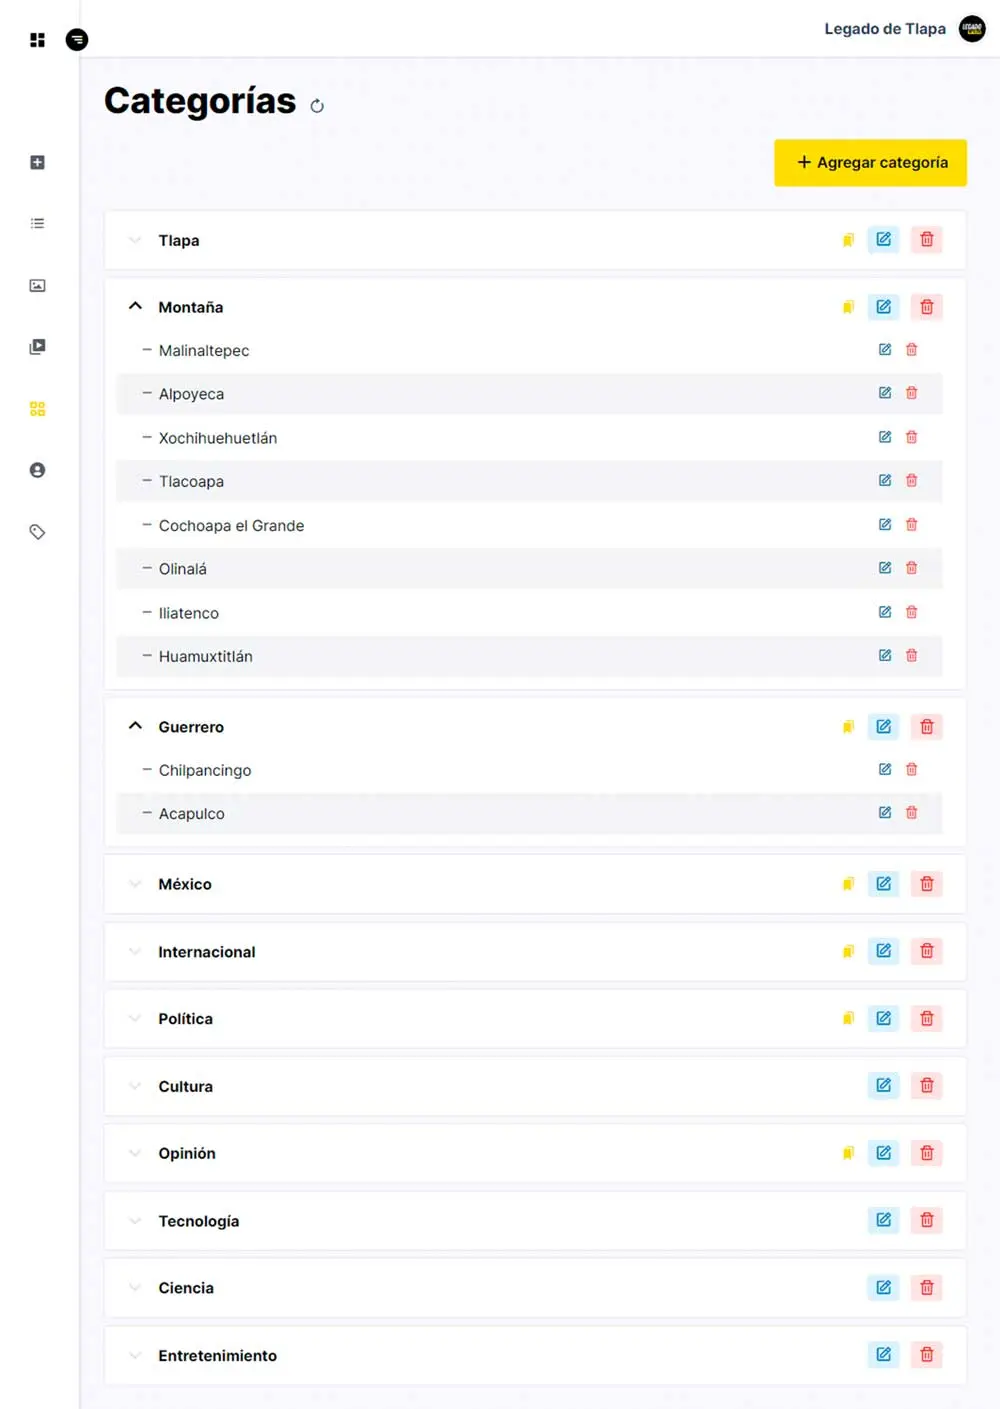 Legado de Tlapa
LEGADO
Categorías
+ Agregar categoría
Tlapa
Montaña
– Malinaltepec
– Alpoyeca
– Xochihuehuetlán
– Tlacoapa
– Cochoapa el Grande
– Olinalá
– Iliatenco
– Huamuxtitlán
Guerrero
– Chilpancingo
– Acapulco
México
Internacional
Política
Cultura
Opinión
Tecnología
Ciencia
Entretenimiento